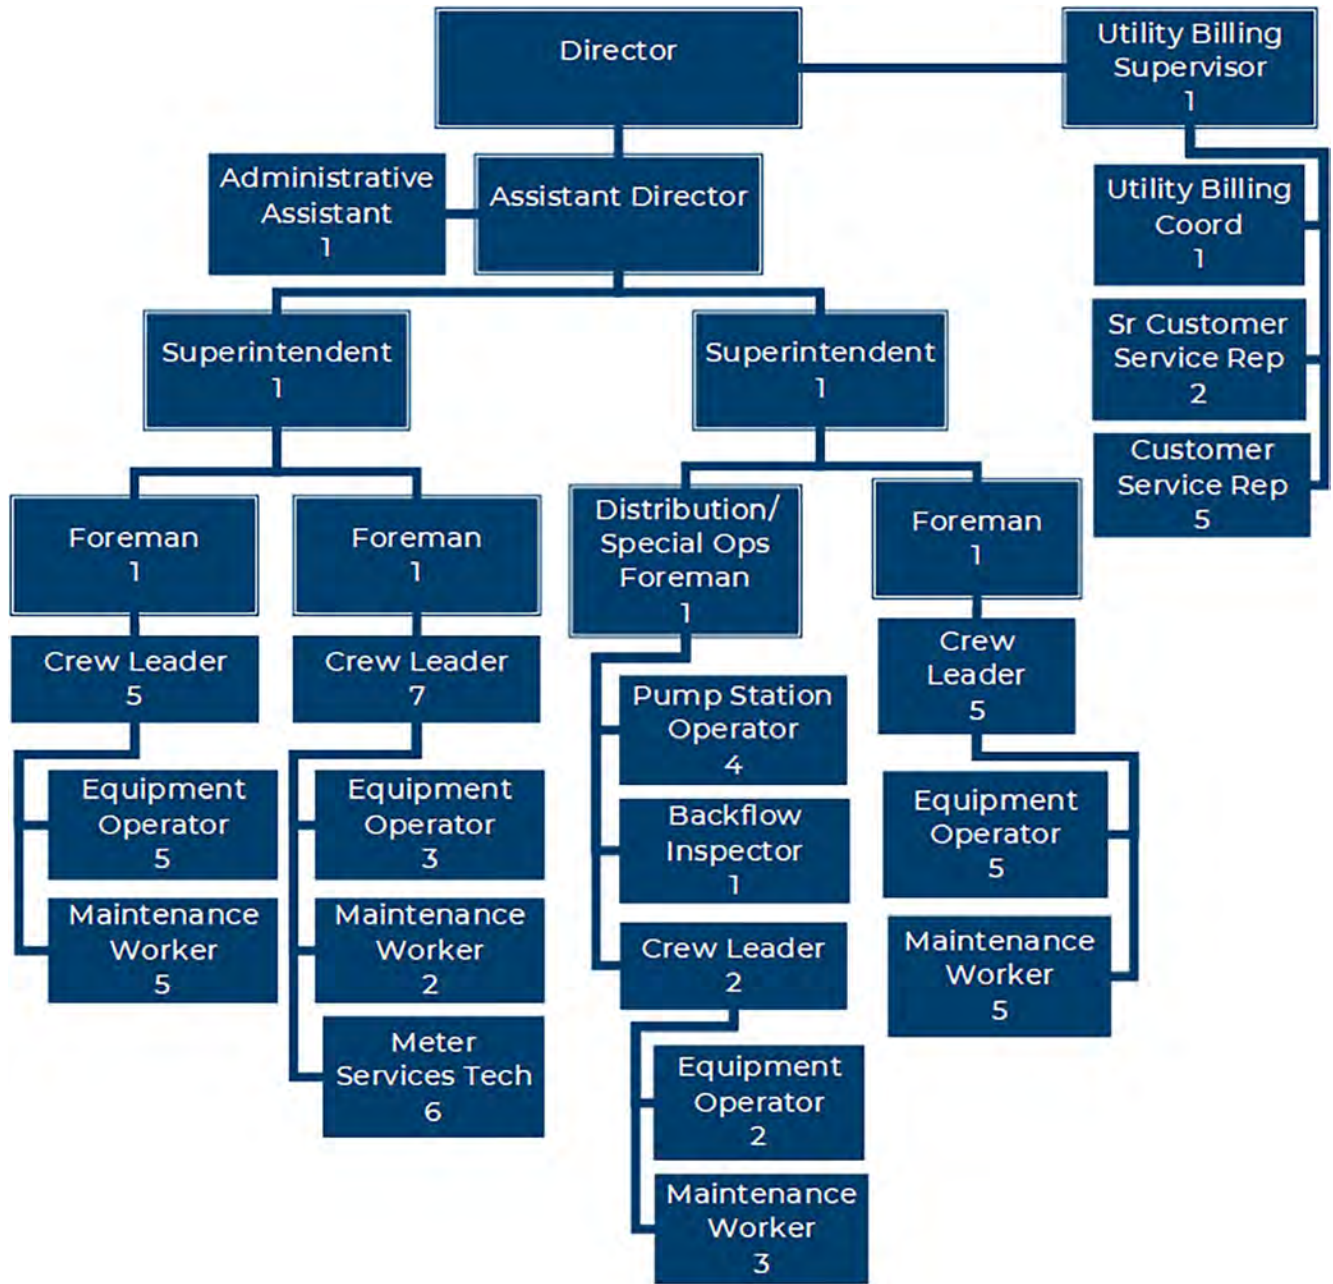 Director
Utility Billing
Supervisor
1
Administrative
Assistant
1
Assistant Director
Utility Billing
Coord
1
Sr Customer
Service Rep
2
Customer
Service Rep
5
Superintendent
1
Superintendent
1
Foreman
1
Crew Leader
5
Equipment
Operator
5
Maintenance
Worker
5
Foreman
1
Crew Leader
7
Equipment
Operator
3
Maintenance
Worker
2
Meter
Services Tech
6
Distribution/
Special Ops
Foreman
1
Pump Station
Operator
4
Backflow
Inspector
1
Crew Leader
2
Equipment
Operator
2
Maintenance
Worker
3
Foreman
1
Crew
Leader
5
Equipment
Operator
5
Maintenance
Worker
5